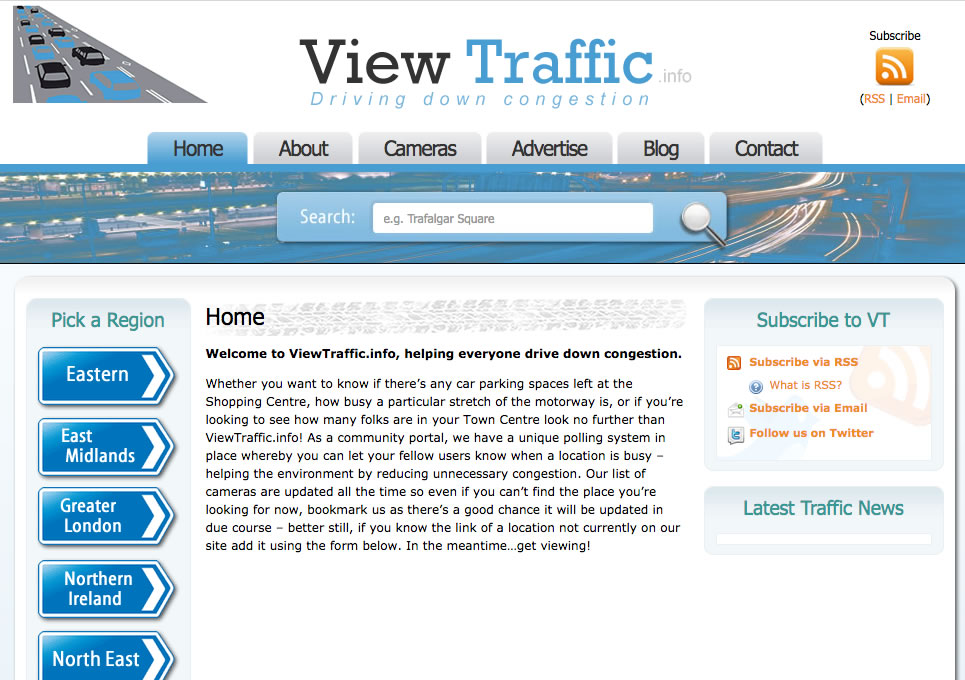 View Traffic .info
Driving down congestion
Subscribe
(RSS | Email)
Home
About
Cameras
Advertise
Blog
Contact
Search:
e.g. Trafalgar Square
Pick a Region
Eastern
East
Midlands
Greater
London
Northern
Ireland
North East
Home
Welcome to ViewTraffic.info, helping everyone drive down congestion.
Whether you want to know if there’s any car parking spaces left at the
Shopping Centre, how busy a particular stretch of the motorway is, or if you’re
looking to see how many folks are in your Town Centre look no further than
ViewTraffic.info! As a community portal, we have a unique polling system in
place whereby you can let your fellow users know when a location is busy –
helping the environment by reducing unnecessary congestion. Our list of
cameras are updated all the time so even if you can’t find the place you’re
looking for now, bookmark us as there’s a good chance it will be updated in
due course – better still, if you know the link of a location not currently on our
site add it using the form below. In the meantime…get viewing!
Subscribe to VT
Subscribe via RSS
What is RSS?
Subscribe via Email
Follow us on Twitter
Latest Traffic News